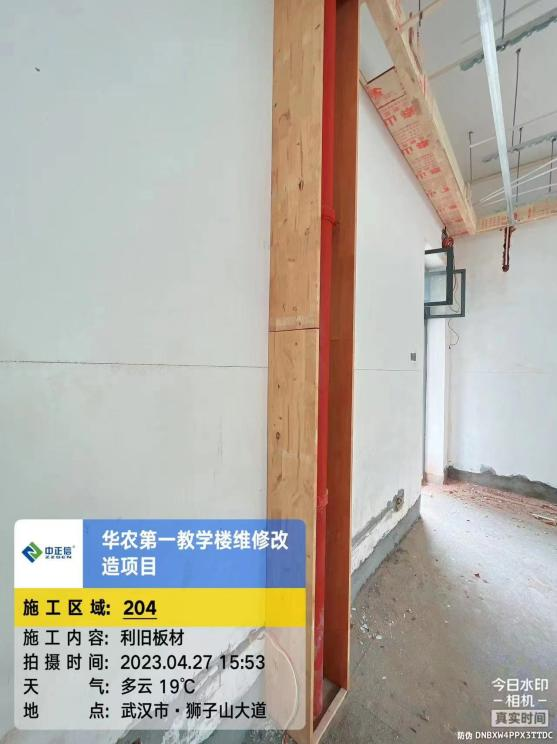 中正信
ZZSCN
华农第一教学楼维修改
造项目
施工区域: 204
施工内容: 利旧板材
拍摄时间: 2023.04.27 15:53
天气: 多云 19℃
地点: 武汉市·狮子山大道
今日水印
-相机-
真实时间
防伪 DNBXW4PPX3TTDC